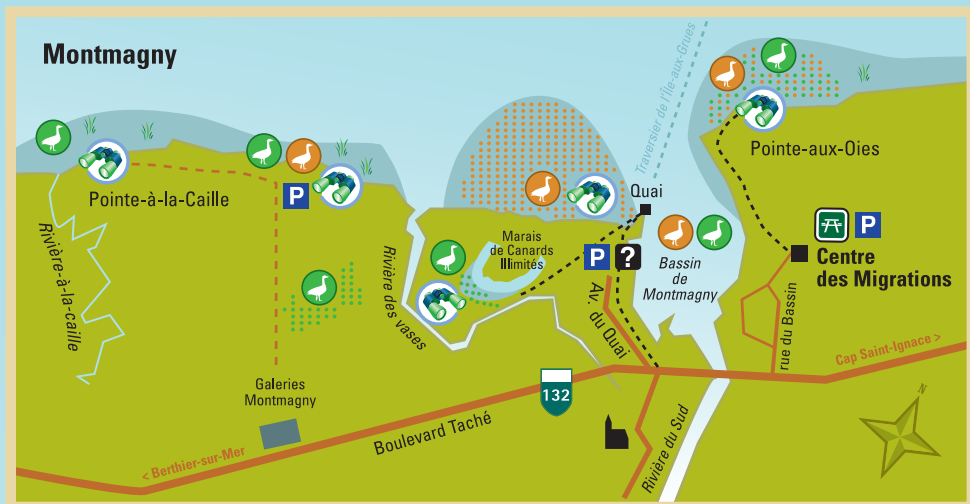 Montmagny
Traversier de l'Île-aux-Grues
Pointe-aux-Oies
Pointe-à-la-Caille
P
Quai
Rivière-à-la-caille
Rivière des vases
Marais
de Canards
Illimités
P
?
Bassin
de
Montmagny
P
Centre
des Migrations
Av. du Quai
rue du Bassin
Cap Saint-Ignace >
Galeries
Montmagny
132
Boulevard Taché
< Berthier-sur-Mer
Rivière du Sud
N